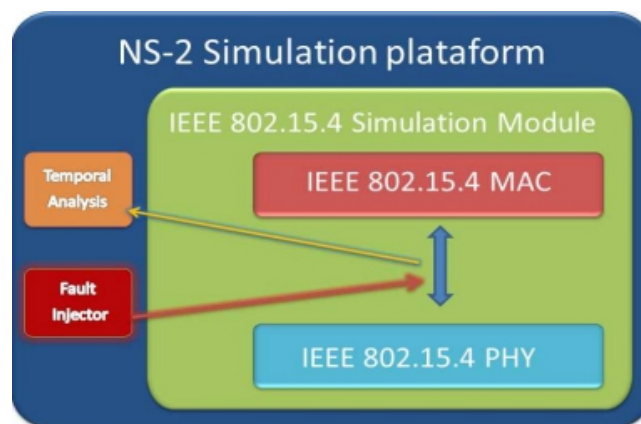 NS-2 Simulation plataform
IEEE 802.15.4 Simulation Module
IEEE 802.15.4 MAC
Temporal
Analysis
Fault
Injector
IEEE 802.15.4 PHY